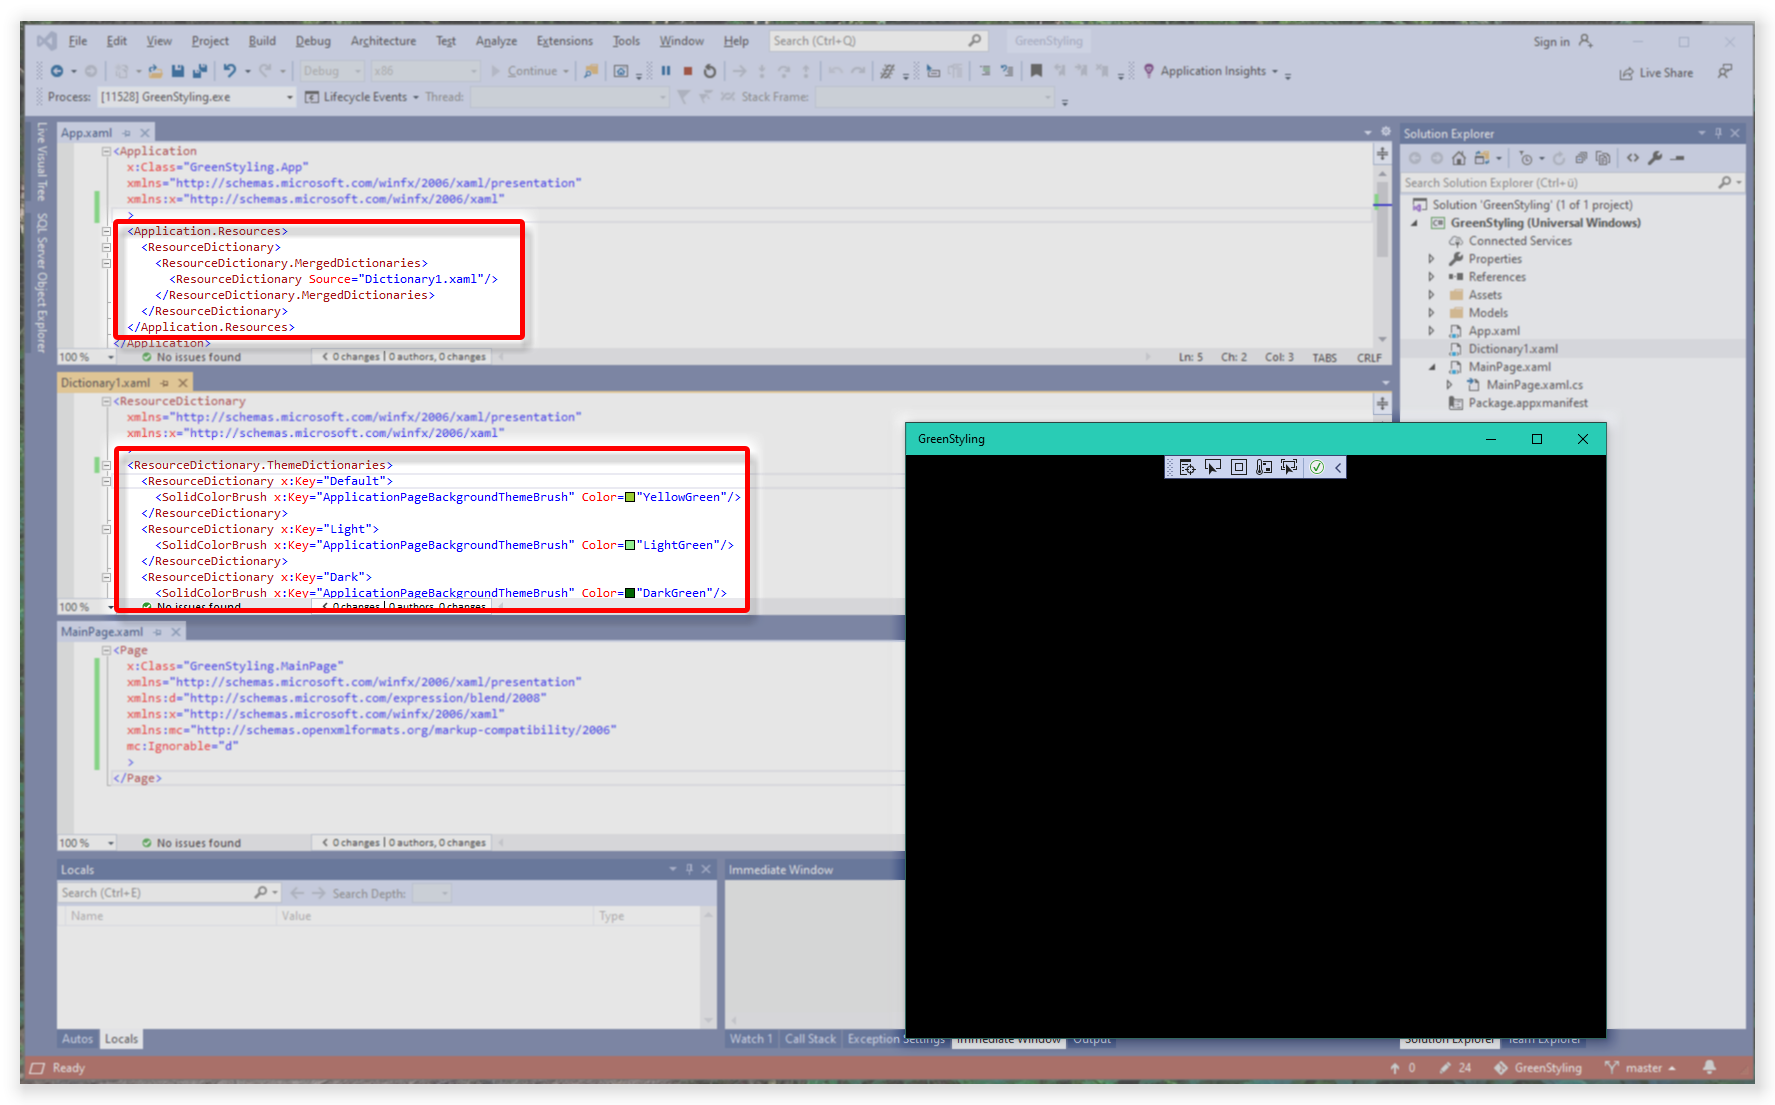 File Edit View Project Build Debug Architecture Test Analyze Extensions Tools Window Help Search (Ctrl+Q) GreenStyling Sign in
Debug x86 Continue Application Insights Live Share
Process: [11528] GreenStyling.exe Lifecycle Events Thread: Stack Frame:
Live Visual Tree
SQL Server Object Explorer
App.xaml
<Application
x:Class="GreenStyling.App"
xmlns="http://schemas.microsoft.com/winfx/2006/xaml/presentation"
xmlns:x="http://schemas.microsoft.com/winfx/2006/xaml"
>
<Application.Resources>
<ResourceDictionary>
<ResourceDictionary.MergedDictionaries>
<ResourceDictionary Source="Dictionary1.xaml"/>
</ResourceDictionary.MergedDictionaries>
</ResourceDictionary>
</Application.Resources>
</Application>
100 % No issues found 0 changes | 0 authors, 0 changes Ln: 5 Ch: 2 Col: 3 TABS CRLF
Dictionary1.xaml
<ResourceDictionary
xmlns="http://schemas.microsoft.com/winfx/2006/xaml/presentation"
xmlns:x="http://schemas.microsoft.com/winfx/2006/xaml"
>
<ResourceDictionary.ThemeDictionaries>
<ResourceDictionary x:Key="Default">
<SolidColorBrush x:Key="ApplicationPageBackgroundThemeBrush" Color="YellowGreen"/>
</ResourceDictionary>
<ResourceDictionary x:Key="Light">
<SolidColorBrush x:Key="ApplicationPageBackgroundThemeBrush" Color="LightGreen"/>
</ResourceDictionary>
<ResourceDictionary x:Key="Dark">
<SolidColorBrush x:Key="ApplicationPageBackgroundThemeBrush" Color="DarkGreen"/>
100 % No issues found 0 changes | 0 authors, 0 changes
MainPage.xaml
<Page
x:Class="GreenStyling.MainPage"
xmlns="http://schemas.microsoft.com/winfx/2006/xaml/presentation"
xmlns:d="http://schemas.microsoft.com/expression/blend/2008"
xmlns:x="http://schemas.microsoft.com/winfx/2006/xaml"
xmlns:mc="http://schemas.openxmlformats.org/markup-compatibility/2006"
mc:Ignorable="d"
>
</Page>
100 % No issues found 0 changes | 0 authors, 0 changes
Locals
Search (Ctrl+E) Search Depth:
Name Value Type
Autos Locals
Immediate Window
Watch 1 Call Stack Exception Settings Immediate Window Output
Solution Explorer
Search Solution Explorer (Ctrl+ü)
Solution 'GreenStyling' (1 of 1 project)
GreenStyling (Universal Windows)
Connected Services
Properties
References
Assets
Models
App.xaml
Dictionary1.xaml
MainPage.xaml
MainPage.xaml.cs
Package.appxmanifest
GreenStyling
Solution Explorer Team Explorer
Ready 0 24 GreenStyling master